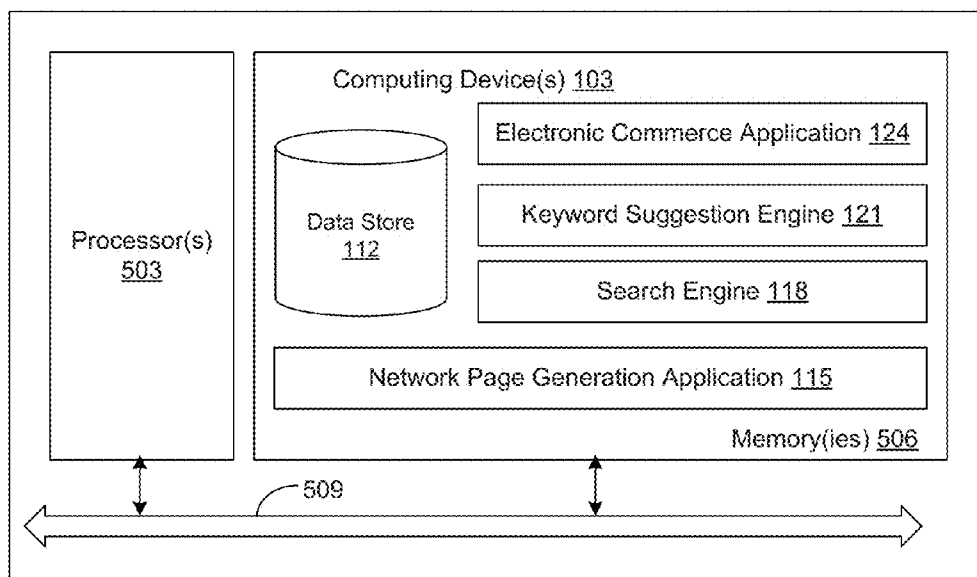 Computing Device(s) 103
Electronic Commerce Application 124
Keyword Suggestion Engine 121
Data Store
112
Processor(s)
503
Search Engine 118
Network Page Generation Application 115
Memory(ies) 506
509